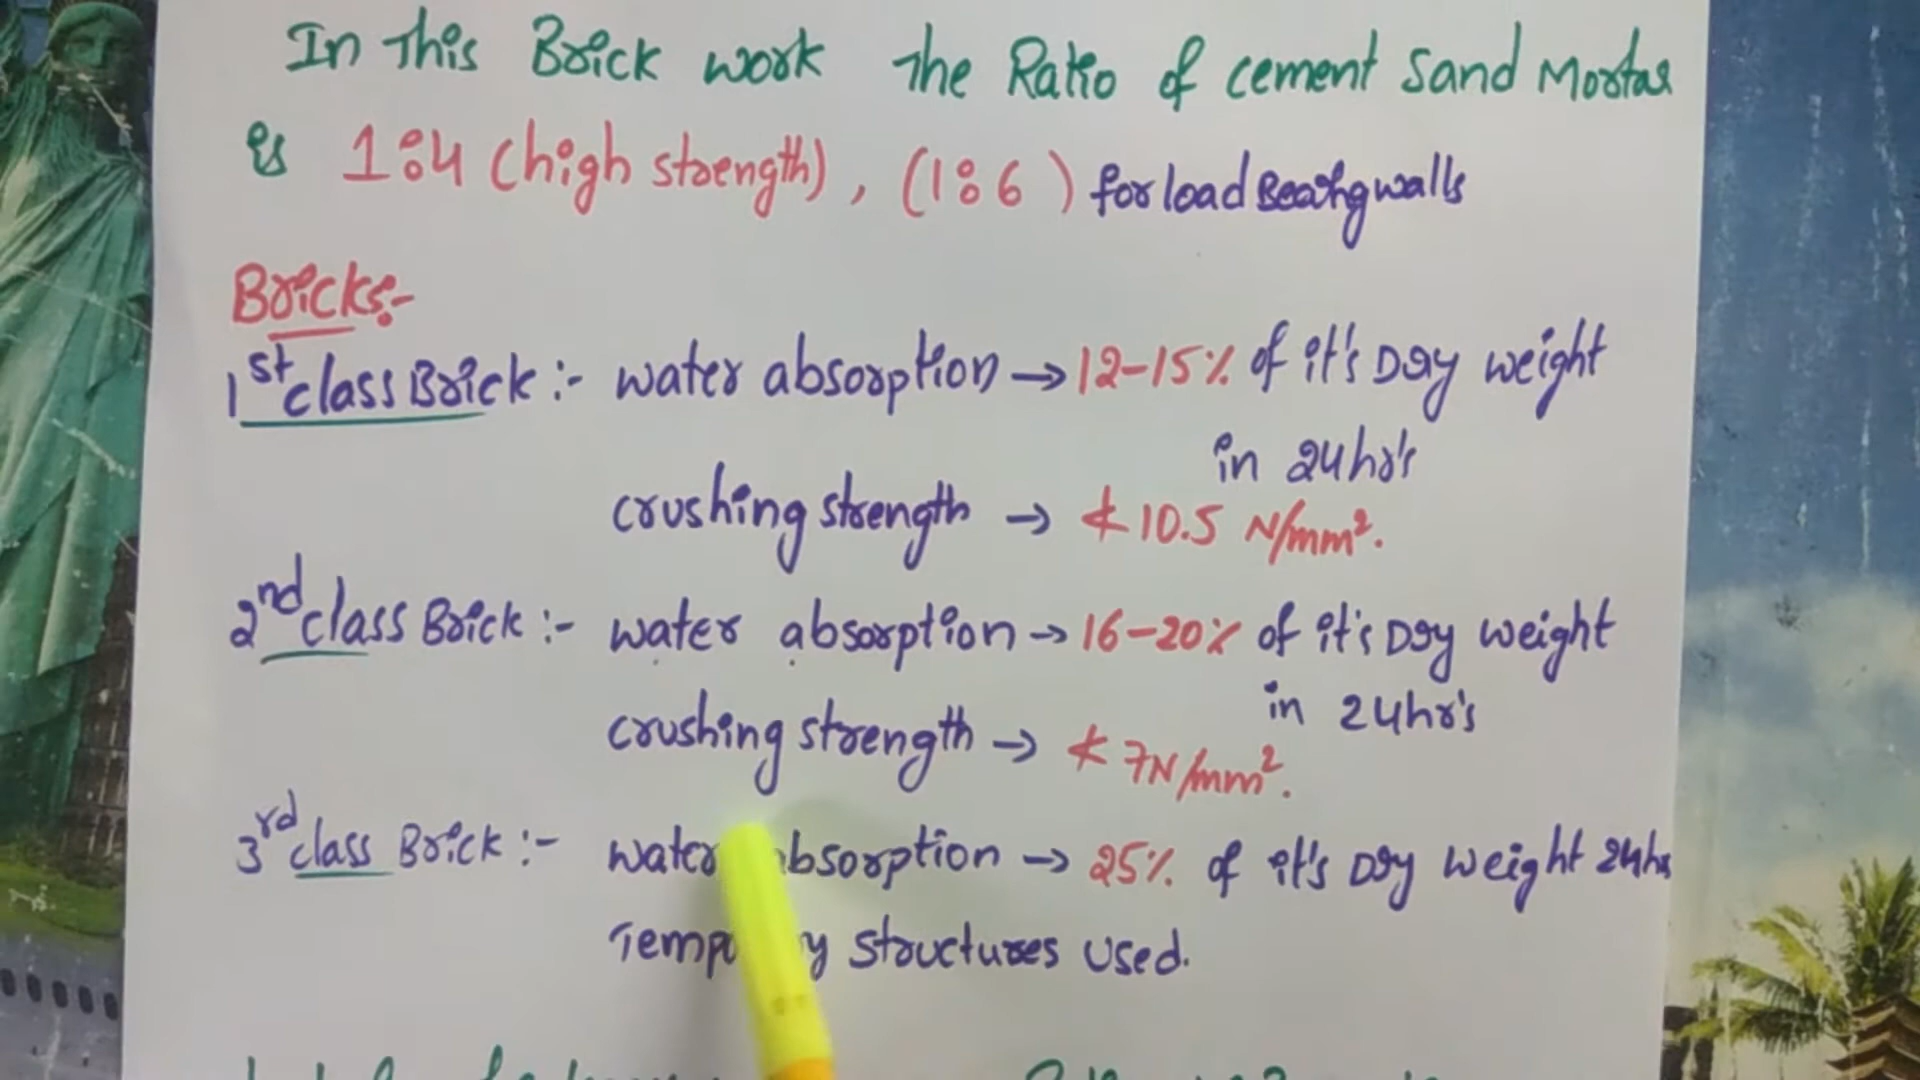 In This Brick work The Ratio of cement Sand Mortar
is 1:4 (high strength), (1:6) for load Bearing walls
Bricks:-
1st class Brick :- water absorption → 12-15% of it's Dry weight
in 24hr's
crushing strength → ≮ 10.5 N/mm².
2nd class Brick :- water absorption → 16-20% of it's Dry weight
in 24hr's
crushing strength → ≮ 7N/mm².
3rd class Brick :- water absorption → 25% of it's Dry weight 24hr
Temporary Structures Used.